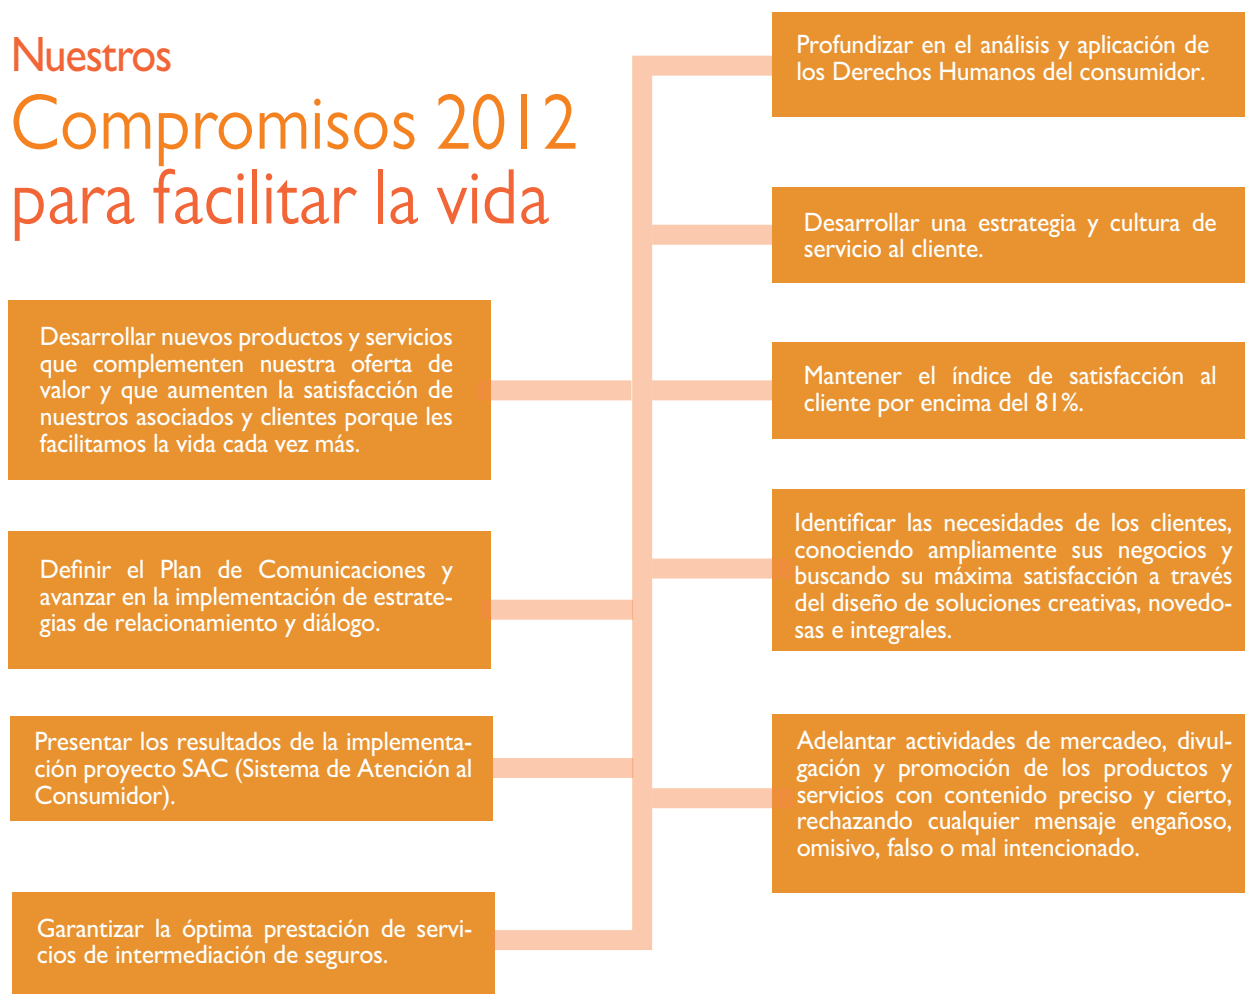 Nuestros
Compromisos 2012
para facilitar la vida
Desarrollar nuevos productos y servicios
que complementen nuestra oferta de
valor y que aumenten la satisfacción de
nuestros asociados y clientes porque les
facilitamos la vida cada vez más.
Definir el Plan de Comunicaciones y
avanzar en la implementación de estrate-
gias de relacionamiento y diálogo.
Presentar los resultados de la implementa-
ción proyecto SAC (Sistema de Atención al
Consumidor).
Garantizar la óptima prestación de servi-
cios de intermediación de seguros.
Profundizar en el análisis y aplicación de
los Derechos Humanos del consumidor.
Desarrollar una estrategia y cultura de
servicio al cliente.
Mantener el índice de satisfacción al
cliente por encima del 81%.
Identificar las necesidades de los clientes,
conociendo ampliamente sus negocios y
buscando su máxima satisfacción a través
del diseño de soluciones creativas, novedo-
sas e integrales.
Adelantar actividades de mercadeo, divul-
gación y promoción de los productos y
servicios con contenido preciso y cierto,
rechazando cualquier mensaje engañoso,
omisivo, falso o mal intencionado.